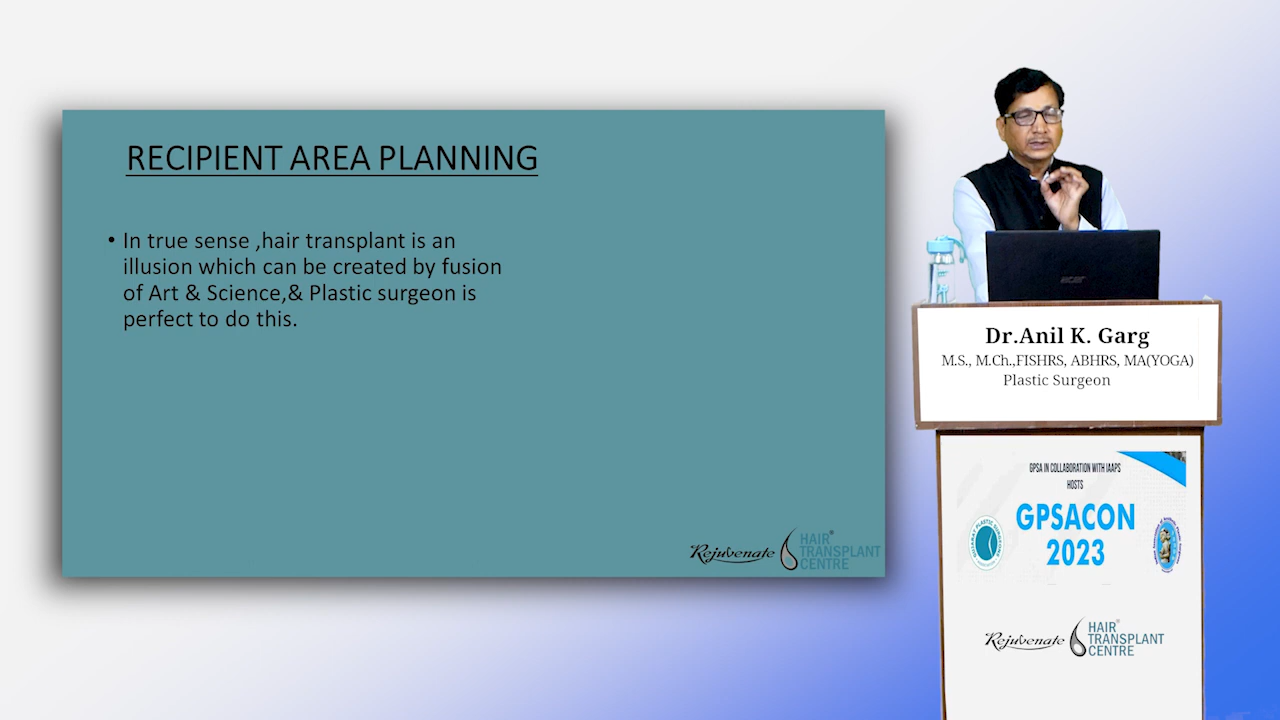 RECIPIENT AREA PLANNING
• In true sense ,hair transplant is an
illusion which can be created by fusion
of Art & Science,& Plastic surgeon is
perfect to do this.
Rejuvenate
HAIR®
TRANSPLANT
CENTRE
acer
Dr.Anil K. Garg
M.S., M.Ch.,FISHRS, ABHRS, MA(YOGA)
Plastic Surgeon
GPSA IN COLLABORATION WITH IAAPS
HOSTS
GPSACON
2023
Rejuvenate
HAIR®
TRANSPLANT
CENTRE